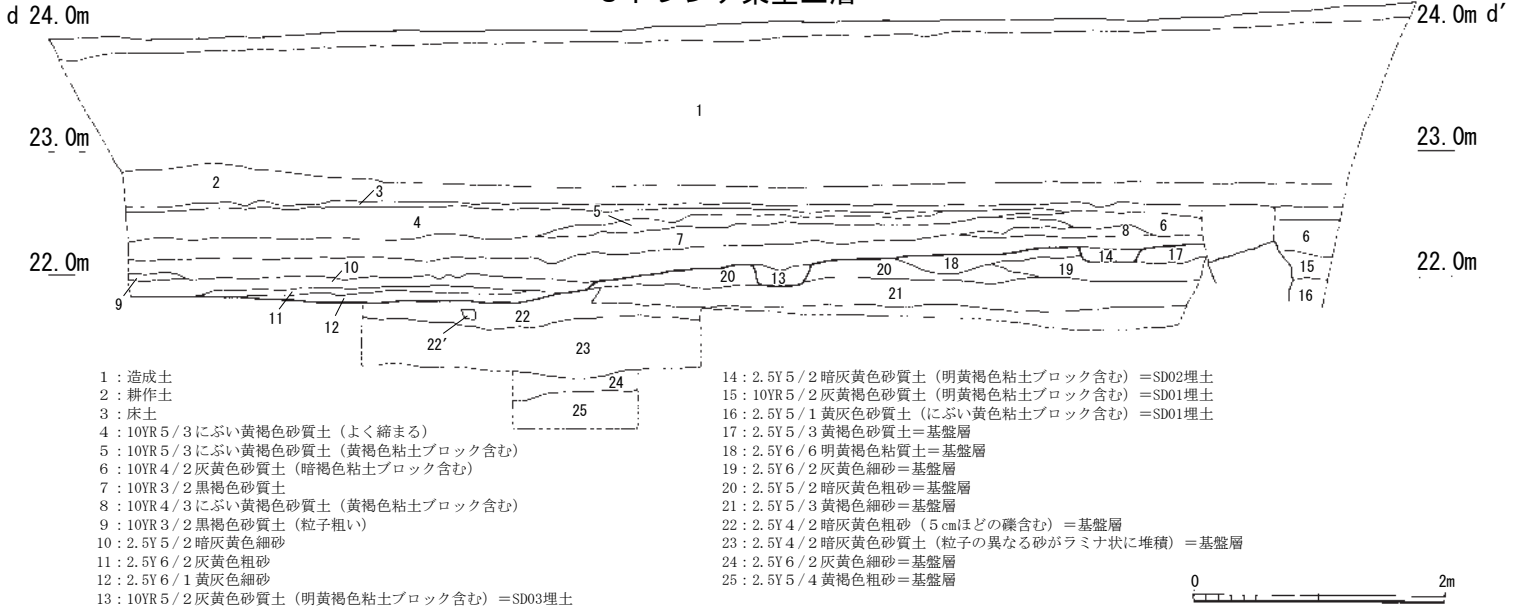 d 24.0m
24.0m d′
1
23.0m
23.0m
2
3
4
5
6
7
8
6
22.0m
22.0m
9
10
11
12
13
14
15
16
17
18
19
20
20
21
22
22′
23
24
25
1：造成土
2：耕作土
3：床土
4：10YR5/3にぶい黄褐色砂質土（よく締まる）
5：10YR5/3にぶい黄褐色砂質土（黄褐色粘土ブロック含む）
6：10YR4/2灰黄色砂質土（暗褐色粘土ブロック含む）
7：10YR3/2黒褐色砂質土
8：10YR4/3にぶい黄褐色砂質土（黄褐色粘土ブロック含む）
9：10YR3/2黒褐色砂質土（粒子粗い）
10：2.5Y5/2暗灰黄色細砂
11：2.5Y6/2灰黄色粗砂
12：2.5Y6/1黄灰色細砂
13：10YR5/2灰黄褐色砂質土（明黄褐色粘土ブロック含む）＝SD03埋土
14：2.5Y5/2暗灰黄色砂質土（明黄褐色粘土ブロック含む）＝SD02埋土
15：10YR5/2灰黄褐色砂質土（明黄褐色粘土ブロック含む）＝SD01埋土
16：2.5Y5/1黄灰色砂質土（にぶい黄色粘土ブロック含む）＝SD01埋土
17：2.5Y5/3黄褐色砂質土＝基盤層
18：2.5Y6/6明黄褐色粘質土＝基盤層
19：2.5Y6/2灰黄色細砂＝基盤層
20：2.5Y5/2暗灰黄色粗砂＝基盤層
21：2.5Y5/3黄褐色細砂＝基盤層
22：2.5Y4/2暗灰黄色粗砂（5㎝ほどの礫含む）＝基盤層
23：2.5Y4/2暗灰黄色砂質土（粒子の異なる砂がラミナ状に堆積）＝基盤層
24：2.5Y6/2灰黄色細砂＝基盤層
25：2.5Y5/4黄褐色粗砂＝基盤層
0 2m